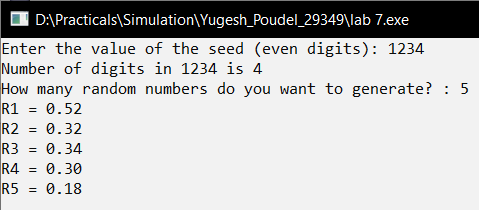 D:\Practicals\Simulation\Yugesh_Poudel_29349\lab 7.exe
Enter the value of the seed (even digits): 1234
Number of digits in 1234 is 4
How many random numbers do you want to generate? : 5
R1 = 0.52
R2 = 0.32
R3 = 0.34
R4 = 0.30
R5 = 0.18